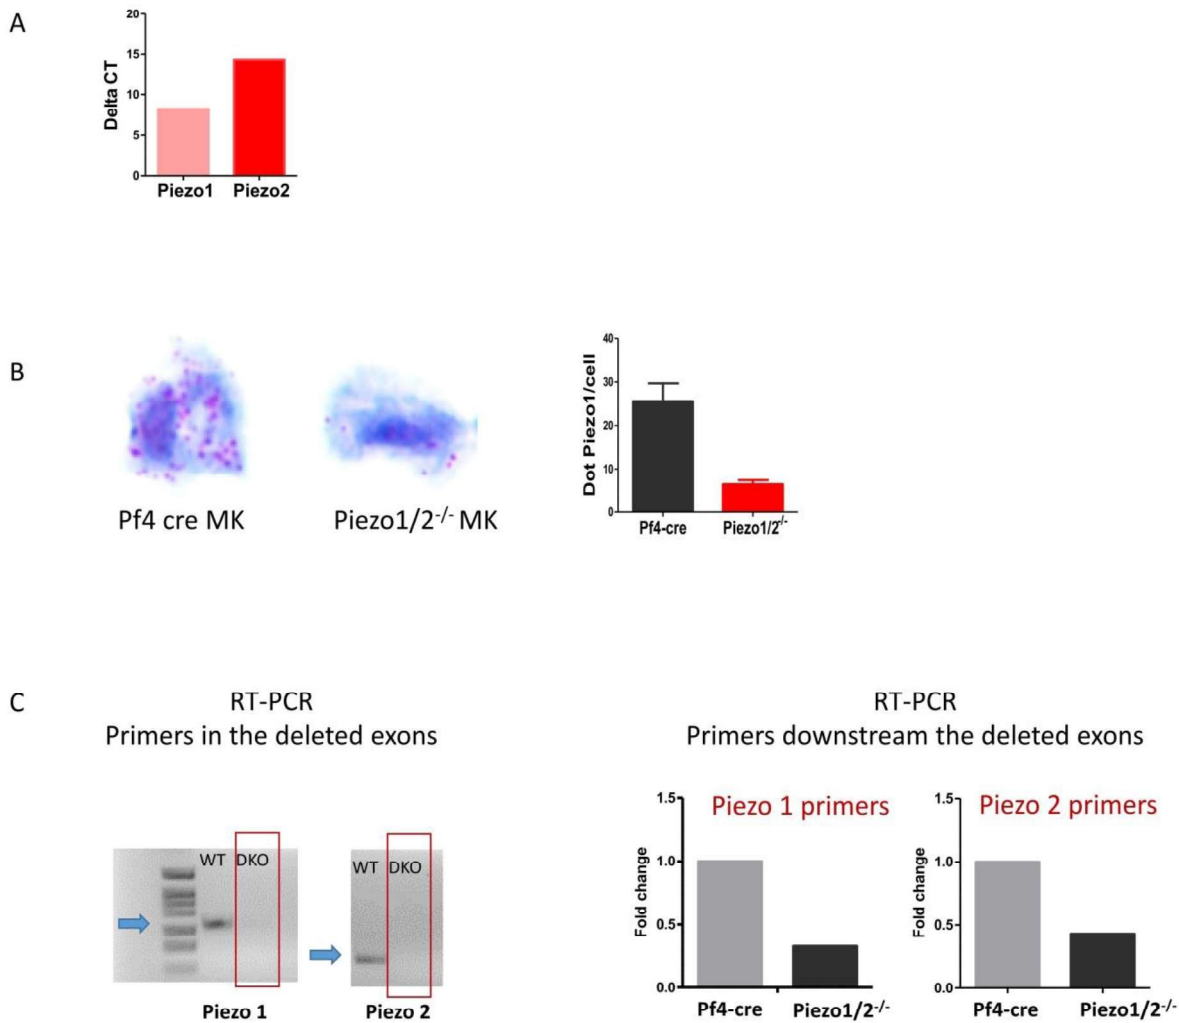 A
20
15
10
5
0
Delta CT
Piezo1 Piezo2
B
Pf4 cre MK
Piezo1/2-/- MK
40
30
20
10
0
Dot Piezo1/cell
Pf4-cre Piezo1/2-/-
C
RT-PCR
Primers in the deleted exons
WT DKO
Piezo 1
WT DKO
Piezo 2
RT-PCR
Primers downstream the deleted exons
Piezo 1 primers
1.5
1.0
0.5
0.0
Fold change
Pf4-cre Piezo1/2-/-
Piezo 2 primers
1.5
1.0
0.5
0.0
Fold change
Pf4-cre Piezo1/2-/-